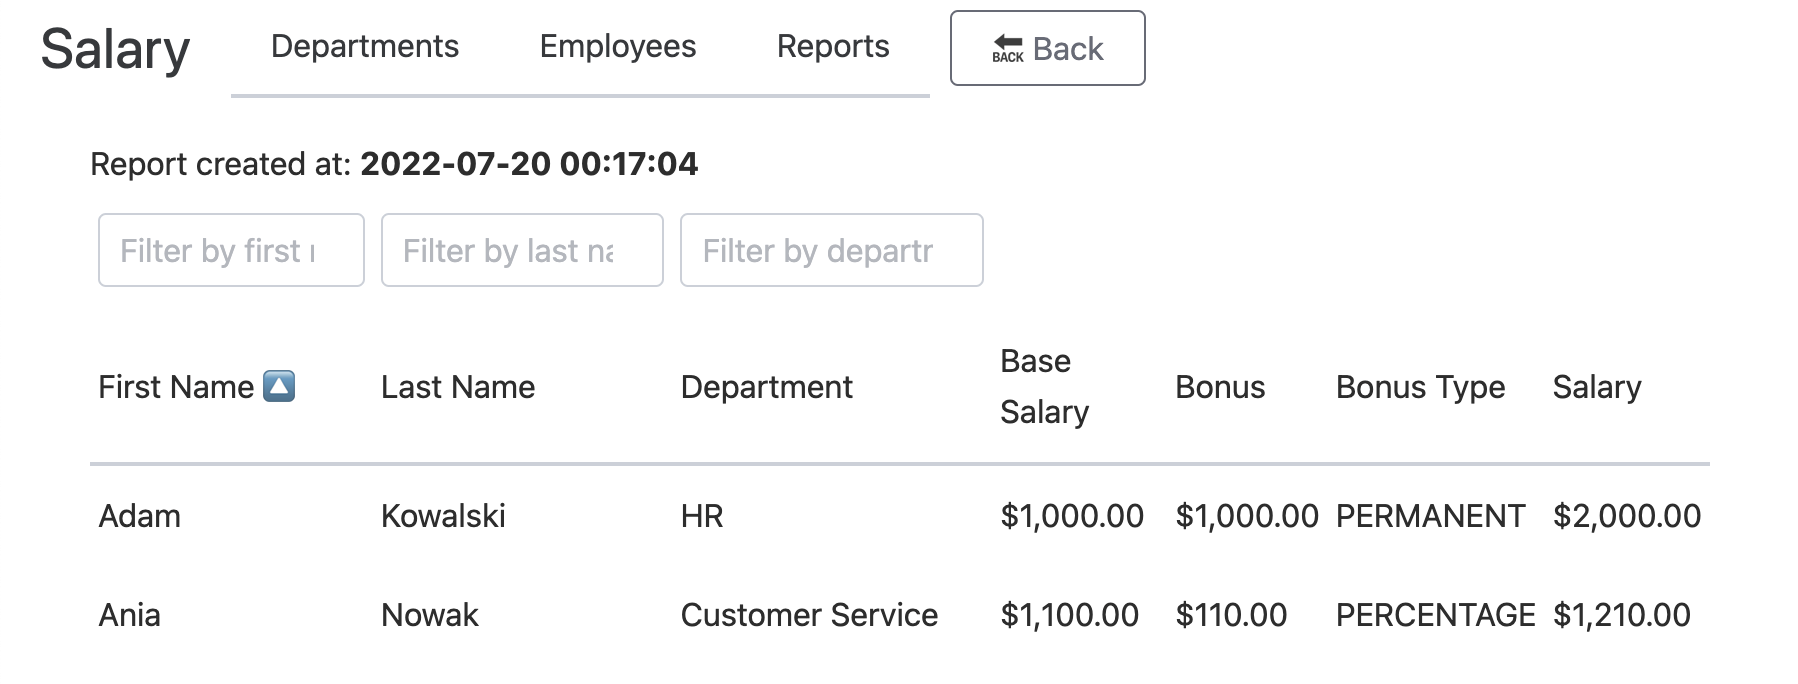 Salary Departments Employees Reports BACK Back
Report created at: 2022-07-20 00:17:04
Filter by first Filter by last na Filter by departr
First Name Last Name Department Base Salary Bonus Bonus Type Salary
Adam Kowalski HR $1,000.00 $1,000.00 PERMANENT $2,000.00
Ania Nowak Customer Service $1,100.00 $110.00 PERCENTAGE $1,210.00